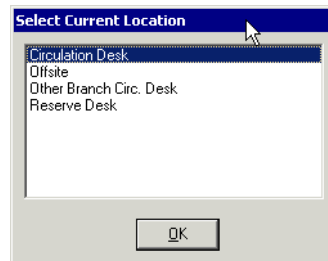 Select Current Location
Circulation Desk
Offsite
Other Branch Circ. Desk
Reserve Desk
OK